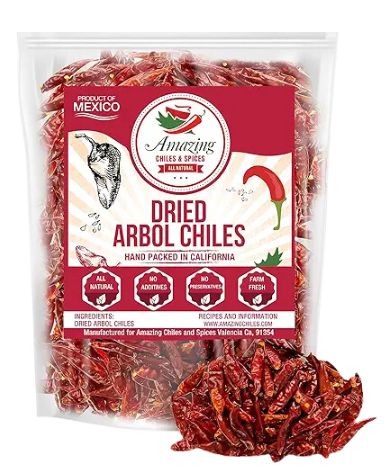 PRODUCT OF
MEXICO
Amazing
CHILES & SPICES
ALL NATURAL
DRIED
ARBOL CHILES
HAND PACKED IN CALIFORNIA
ALL
NATURAL
NO
ADDITIVES
NO
PRESERVATIVES
FARM
FRESH
INGREDIENTS:
DRIED ARBOL CHILES
RECIPES AND INFORMATION
WWW.AMAZINGCHILES.COM
Manufactured for Amazing Chiles and Spices Valencia Ca, 91354